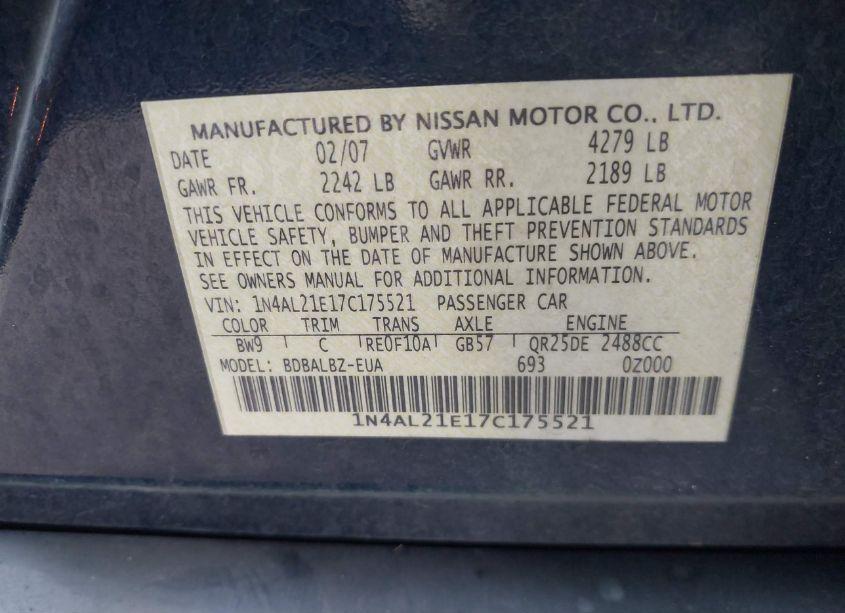 MANUFACTURED BY NISSAN MOTOR CO., LTD.
DATE 02/07 GVWR 4279 LB
GAWR FR. 2242 LB GAWR RR. 2189 LB
THIS VEHICLE CONFORMS TO ALL APPLICABLE FEDERAL MOTOR
VEHICLE SAFETY, BUMPER AND THEFT PREVENTION STANDARDS
IN EFFECT ON THE DATE OF MANUFACTURE SHOWN ABOVE.
SEE OWNERS MANUAL FOR ADDITIONAL INFORMATION.
VIN: 1N4AL21E17C175521 PASSENGER CAR
COLOR TRIM TRANS AXLE ENGINE
BW9 C RE0F10A GB57 QR25DE 2488CC
MODEL: BDBALBZ-EUA 693 0Z000
1N4AL21E17C175521